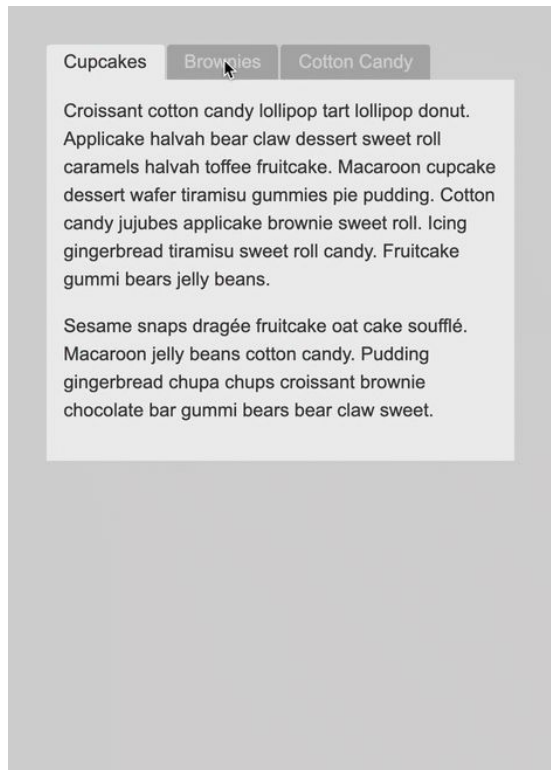 Cupcakes Brownies Cotton Candy
Croissant cotton candy lollipop tart lollipop donut.
Applicake halvah bear claw dessert sweet roll
caramels halvah toffee fruitcake. Macaroon cupcake
dessert wafer tiramisu gummies pie pudding. Cotton
candy jujubes applicake brownie sweet roll. Icing
gingerbread tiramisu sweet roll candy. Fruitcake
gummi bears jelly beans.
Sesame snaps dragée fruitcake oat cake soufflé.
Macaroon jelly beans cotton candy. Pudding
gingerbread chupa chups croissant brownie
chocolate bar gummi bears bear claw sweet.